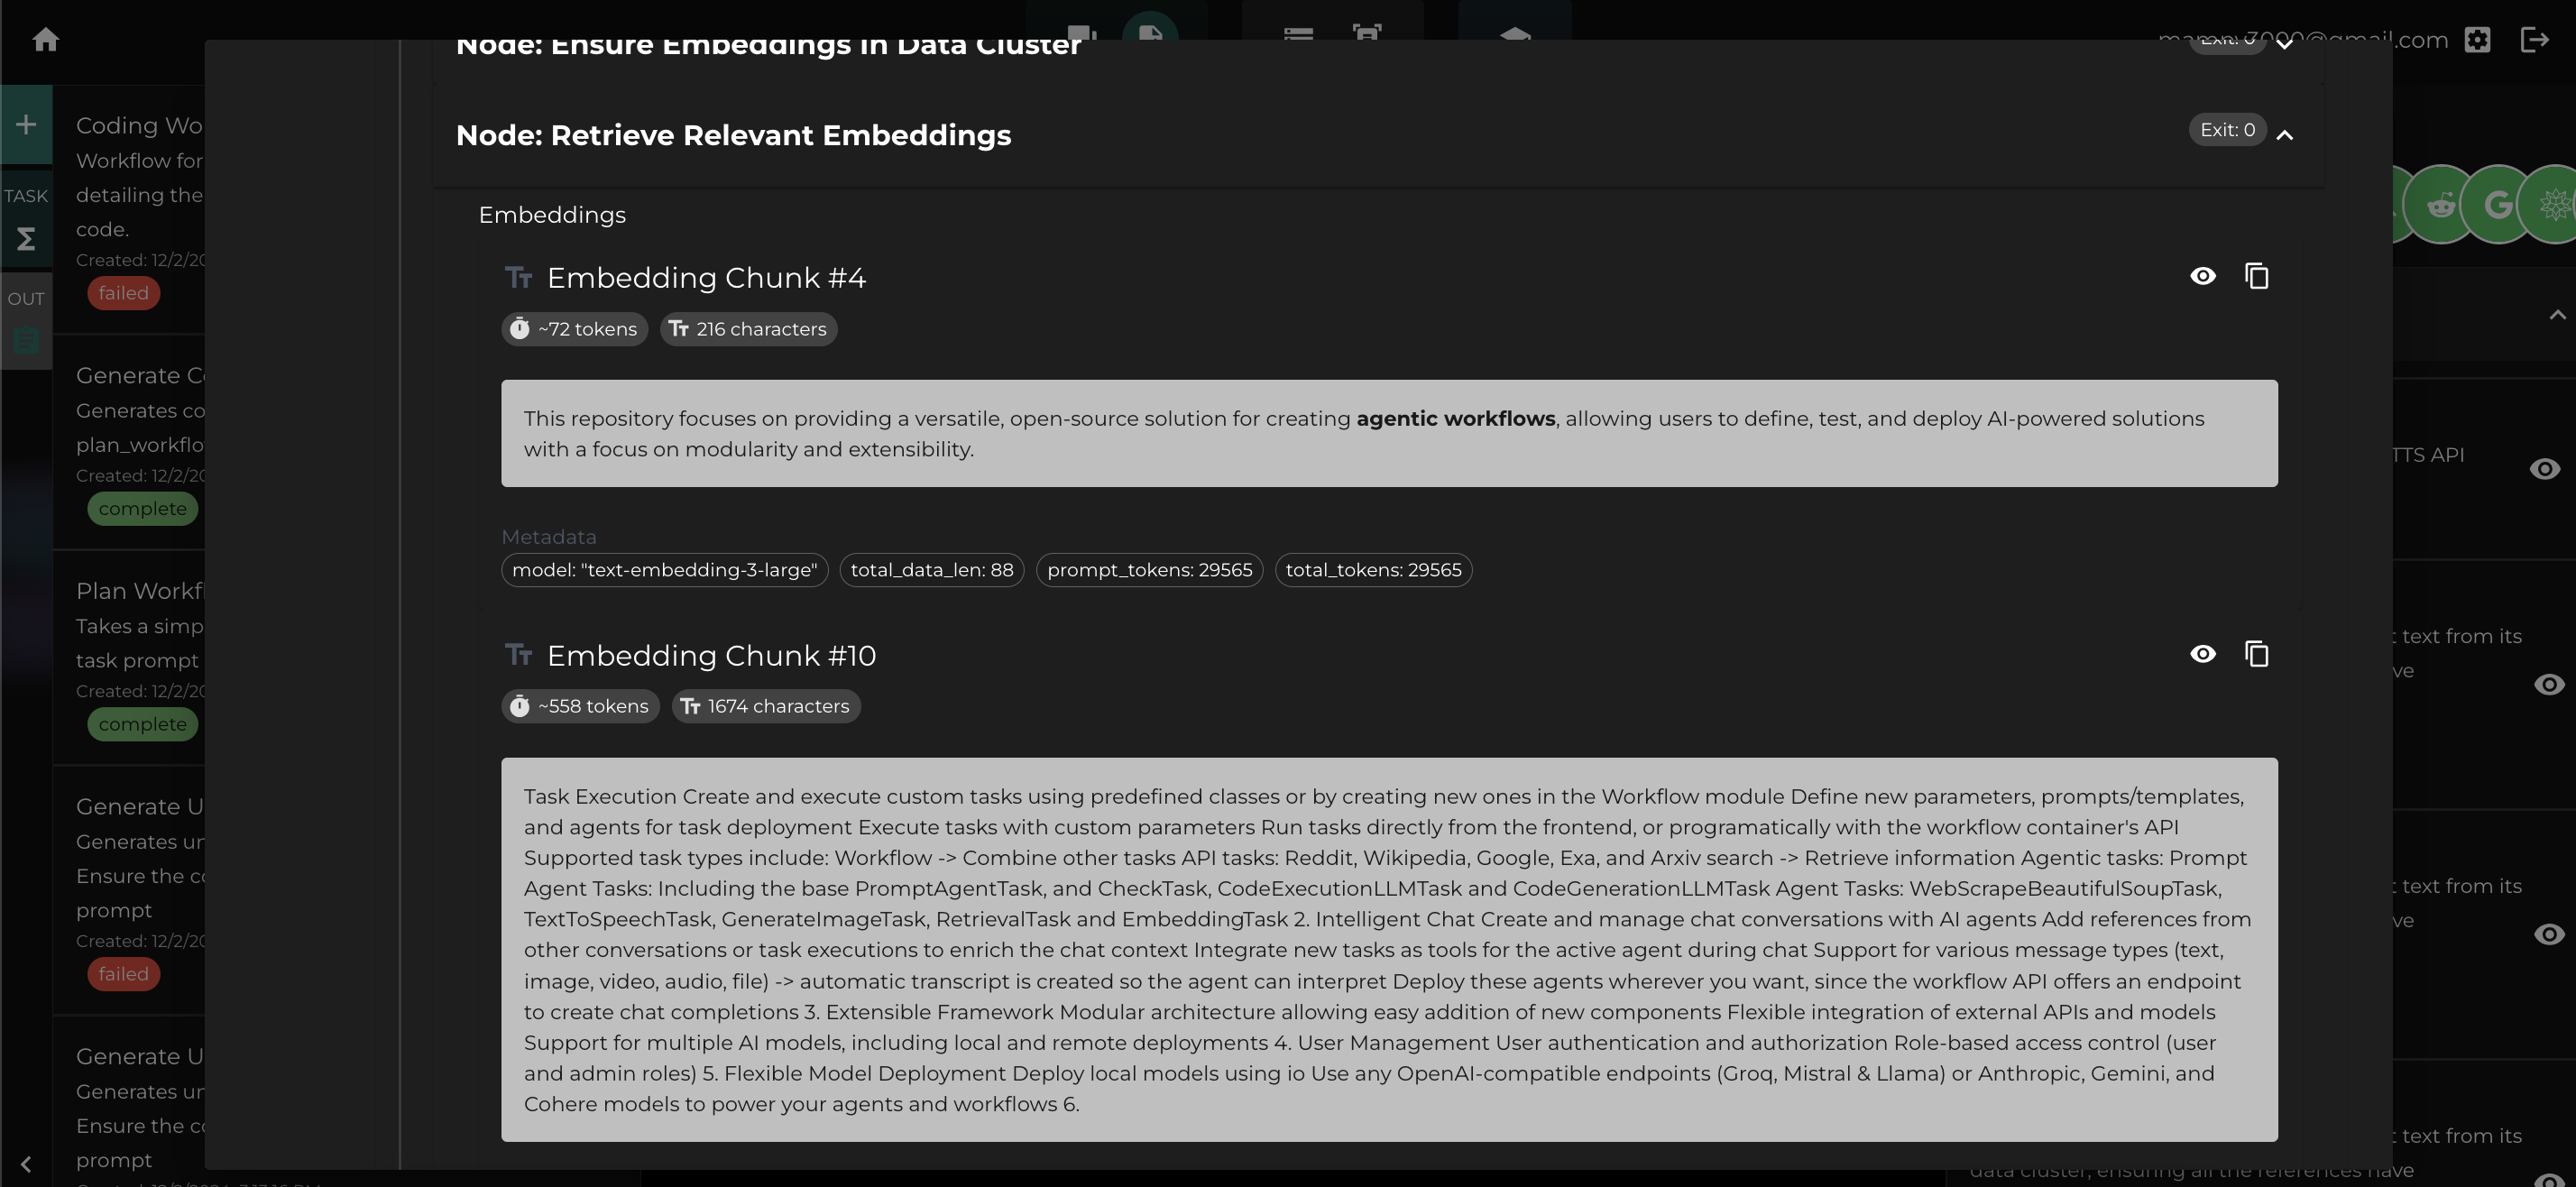 Node: Ensure Embeddings in Data Cluster
Exit: 0
.com
Node: Retrieve Relevant Embeddings
Exit: 0
TASK
OUT
Coding Wo
Workflow for
detailing the
code.
Created: 12/2/20
failed
Generate Co
Generates co
plan_workflo
Created: 12/2/20
complete
Plan Workfl
Takes a simp
task prompt
Created: 12/2/20
complete
Generate U
Generates un
Ensure the co
prompt
Created: 12/2/20
failed
Generate U
Generates un
Ensure the co
prompt
Embeddings
Embedding Chunk #4
~72 tokens
216 characters
This repository focuses on providing a versatile, open-source solution for creating agentic workflows, allowing users to define, test, and deploy AI-powered solutions
with a focus on modularity and extensibility.
Metadata
model: "text-embedding-3-large"
total_data_len: 88
prompt_tokens: 29565
total_tokens: 29565
Embedding Chunk #10
~558 tokens
1674 characters
Task Execution Create and execute custom tasks using predefined classes or by creating new ones in the Workflow module Define new parameters, prompts/templates,
and agents for task deployment Execute tasks with custom parameters Run tasks directly from the frontend, or programatically with the workflow container's API
Supported task types include: Workflow -> Combine other tasks API tasks: Reddit, Wikipedia, Google, Exa, and Arxiv search -> Retrieve information Agentic tasks: Prompt
Agent Tasks: Including the base PromptAgentTask, and CheckTask, CodeExecutionLLMTask and CodeGenerationLLMTask Agent Tasks: WebScrapeBeautifulSoupTask,
TextToSpeechTask, GenerateImageTask, RetrievalTask and EmbeddingTask 2. Intelligent Chat Create and manage chat conversations with AI agents Add references from
other conversations or task executions to enrich the chat context Integrate new tasks as tools for the active agent during chat Support for various message types (text,
image, video, audio, file) -> automatic transcript is created so the agent can interpret Deploy these agents wherever you want, since the workflow API offers an endpoint
to create chat completions 3. Extensible Framework Modular architecture allowing easy addition of new components Flexible integration of external APIs and models
Support for multiple AI models, including local and remote deployments 4. User Management User authentication and authorization Role-based access control (user
and admin roles) 5. Flexible Model Deployment Deploy local models using io Use any OpenAI-compatible endpoints (Groq, Mistral & Llama) or Anthropic, Gemini, and
Cohere models to power your agents and workflows 6.
TTS API
t text from its
ve
t text from its
ve
t text from its
data cluster, ensuring all the references have